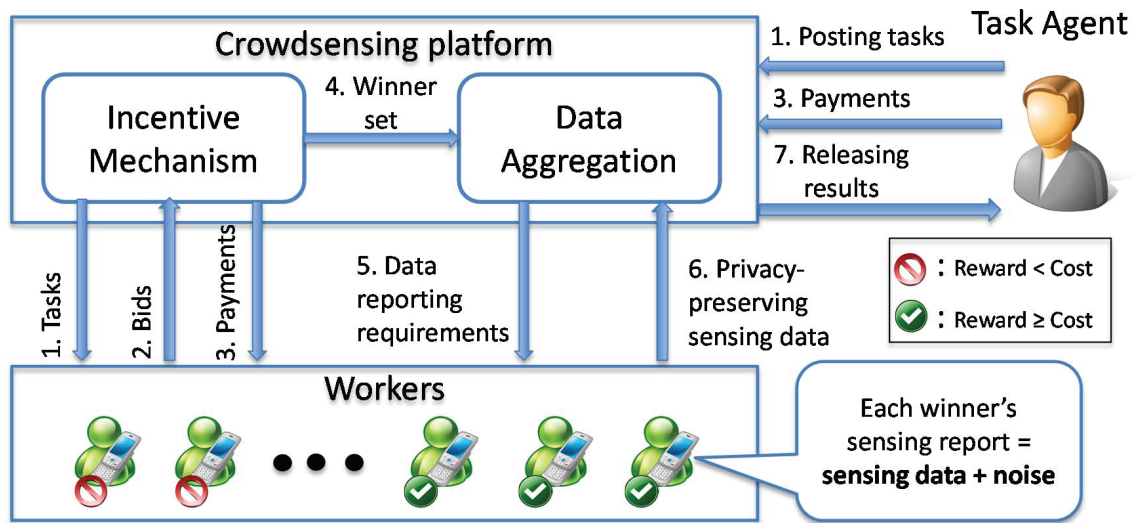 Crowdsensing platform
Task Agent
1. Posting tasks
3. Payments
7. Releasing
results
Incentive
Mechanism
4. Winner
set
Data
Aggregation
1. Tasks
2. Bids
3. Payments
5. Data
reporting
requirements
6. Privacy-
preserving
sensing data
: Reward < Cost
: Reward ≥ Cost
Workers
Each winner's
sensing report =
sensing data + noise